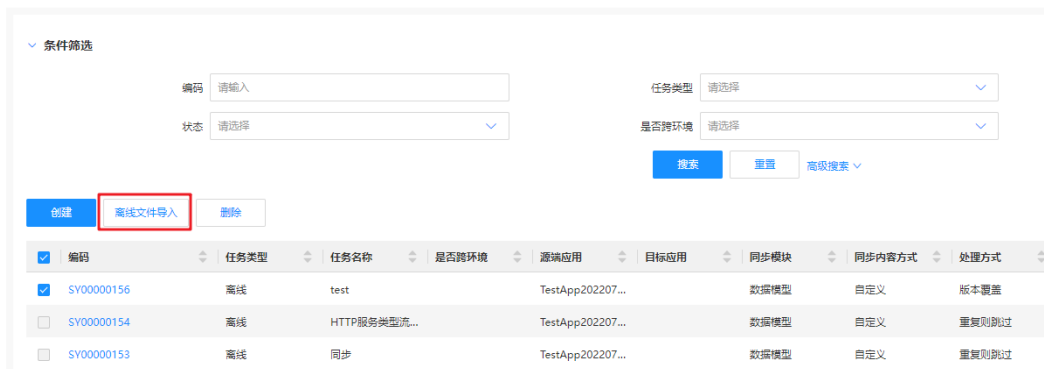 条件筛选
编码 请输入 任务类型 请选择
状态 请选择 是否跨环境 请选择
搜索 重置 高级搜索
创建 离线文件导入 删除
编码 任务类型 任务名称 是否跨环境 源端应用 目标应用 同步模块 同步内容方式 处理方式
SY00000156 离线 test TestApp202207... 数据模型 自定义 版本覆盖
SY00000154 离线 HTTP服务类型流... TestApp202207... 数据模型 自定义 重复则跳过
SY00000153 离线 同步 TestApp202207... 数据模型 自定义 重复则跳过